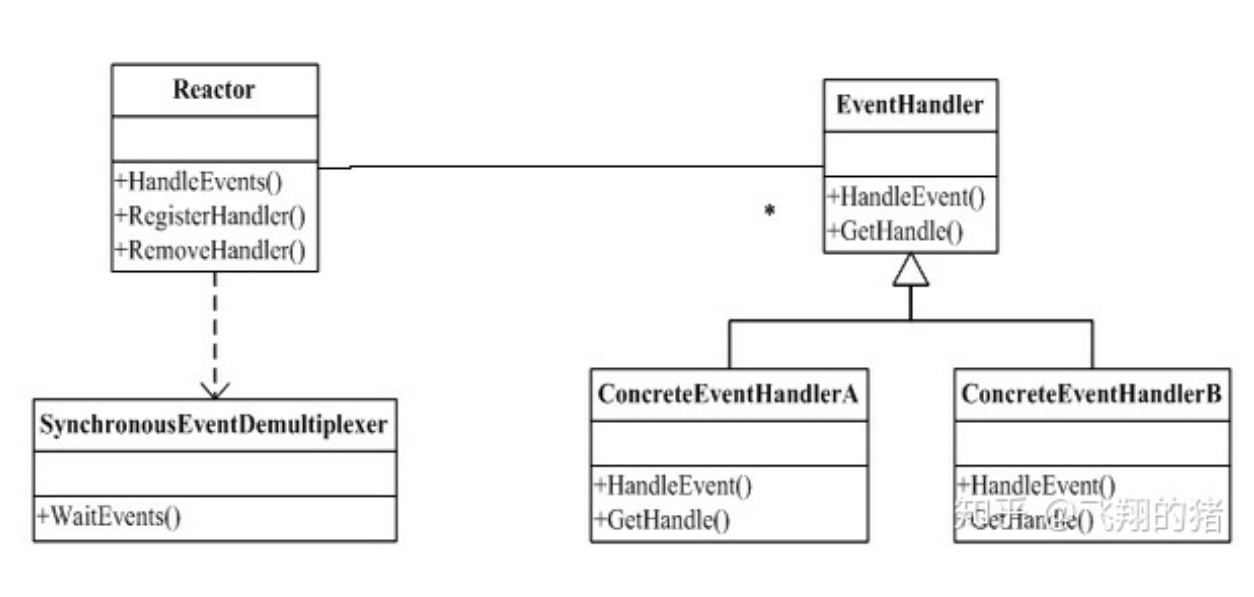 Reactor
+HandleEvents()
+RegisterHandler()
+RemoveHandler()
EventHandler
+HandleEvent()
+GetHandle()
*
SynchronousEventDemultiplexer
+WaitEvents()
ConcreteEventHandlerA
+HandleEvent()
+GetHandle()
ConcreteEventHandlerB
+HandleEvent()
+GetHandle()
知乎 @飞翔的猪